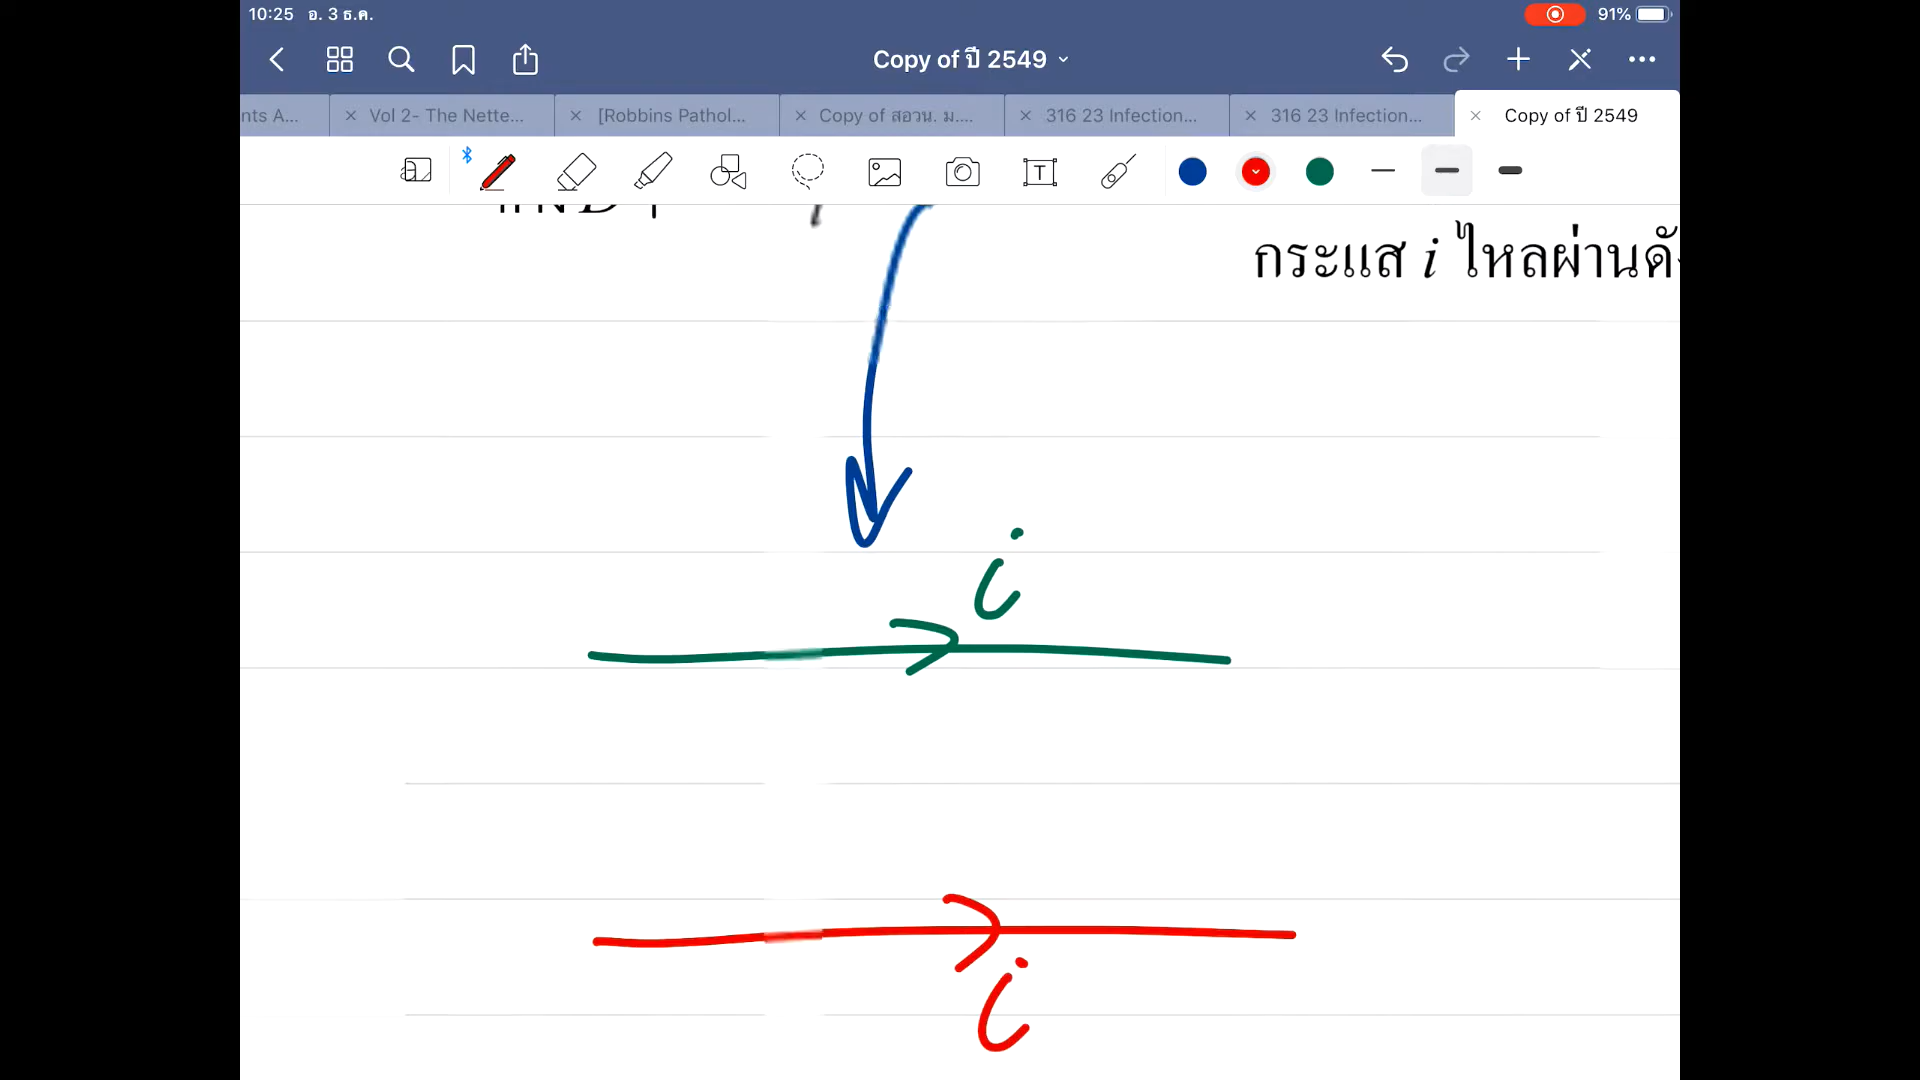 10:25 อ. 3 ธ.ค.
91%
Copy of ปี 2549
nts A...
Vol 2- The Nette...
[Robbins Pathol...
Copy of สอวน. ม....
316 23 Infection...
316 23 Infection...
Copy of ปี 2549
T
กระแส i ไหลผ่านดัง
i
i